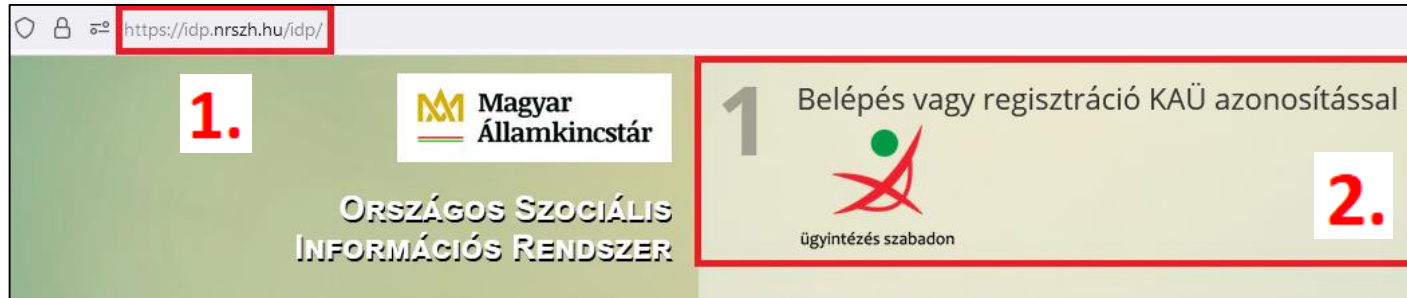 https://idp.nrszh.hu/idp/
1.
Magyar
Államkincstár
ORSZÁGOS SZOCIÁLIS
INFORMÁCIÓS RENDSZER
1
Belépés vagy regisztráció KAÜ azonosítással
ügyintézés szabadon
2.